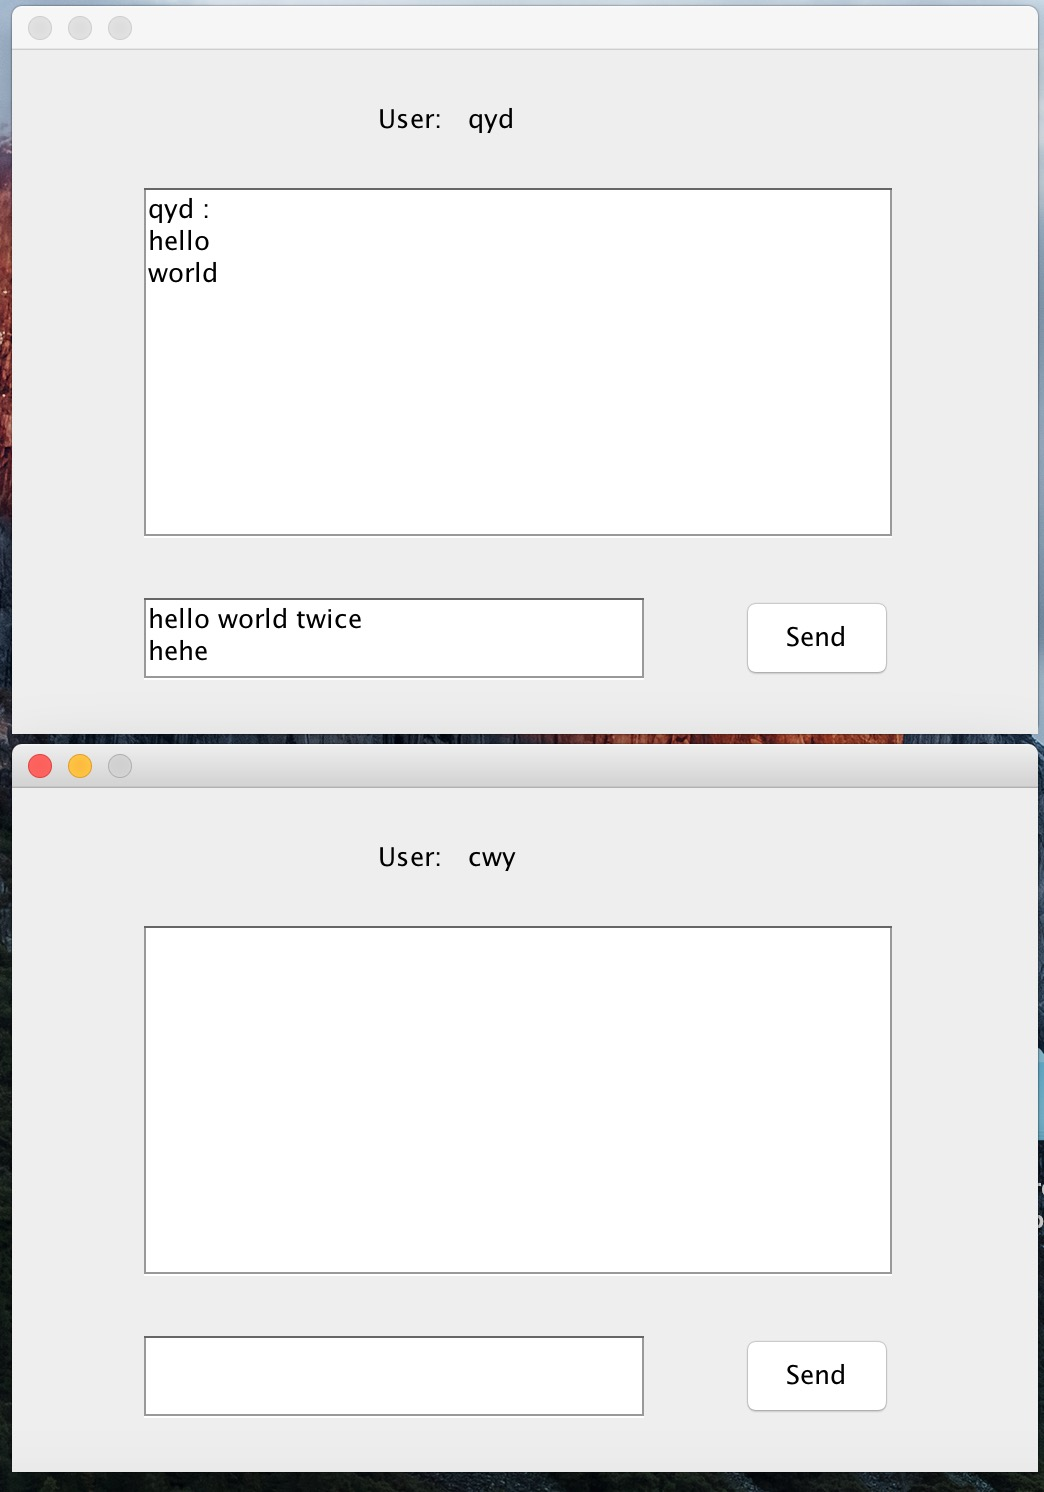 User: qyd
qyd :
hello
world
hello world twice
hehe
Send
User: cwy
Send